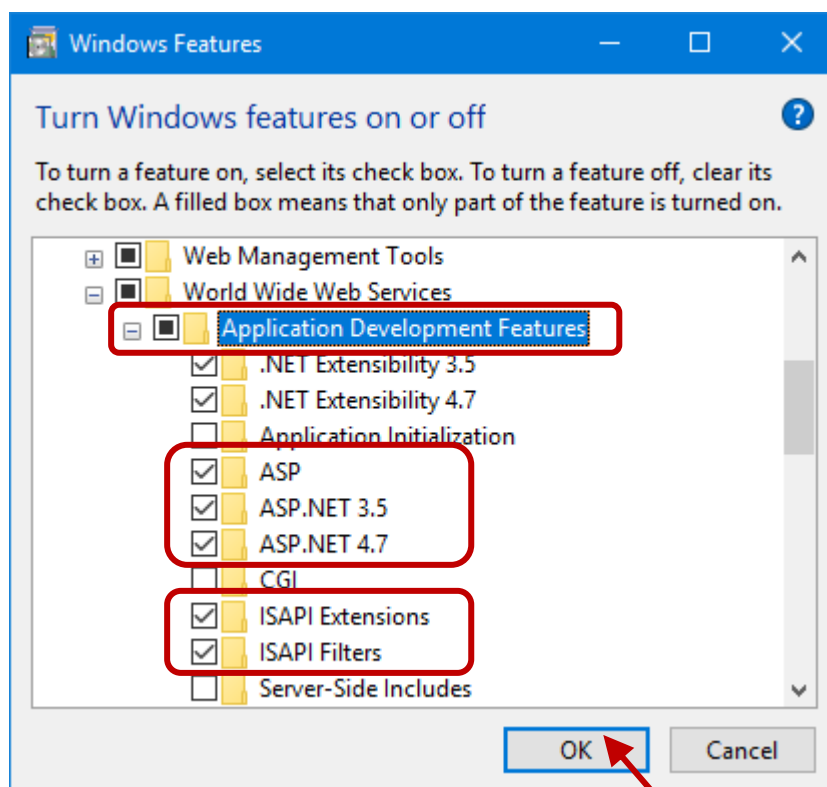 Windows Features
Turn Windows features on or off
To turn a feature on, select its check box. To turn a feature off, clear its
check box. A filled box means that only part of the feature is turned on.
Web Management Tools
World Wide Web Services
Application Development Features
.NET Extensibility 3.5
.NET Extensibility 4.7
Application Initialization
ASP
ASP.NET 3.5
ASP.NET 4.7
CGI
ISAPI Extensions
ISAPI Filters
Server-Side Includes
OK Cancel